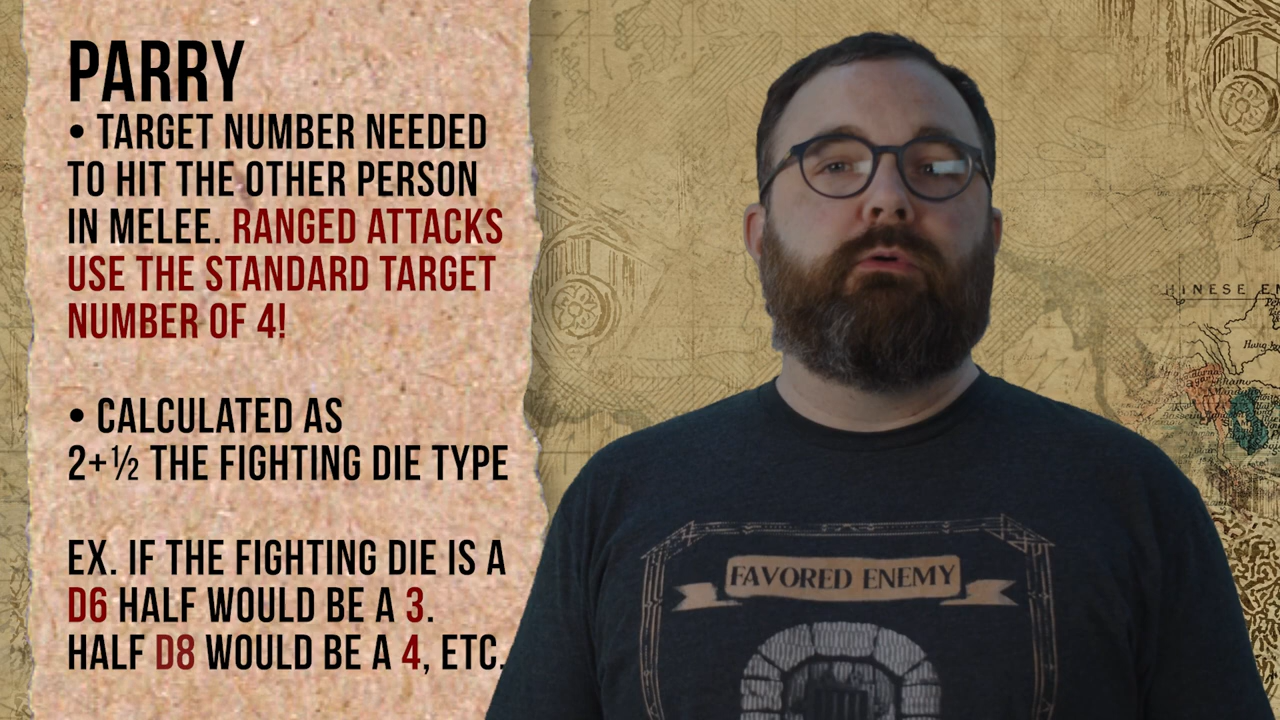 PARRY
• TARGET NUMBER NEEDED
TO HIT THE OTHER PERSON
IN MELEE. RANGED ATTACKS
USE THE STANDARD TARGET
NUMBER OF 4!
• CALCULATED AS
2+½ THE FIGHTING DIE TYPE
EX. IF THE FIGHTING DIE IS A
D6 HALF WOULD BE A 3.
HALF D8 WOULD BE A 4, ETC.
FAVORED ENEMY